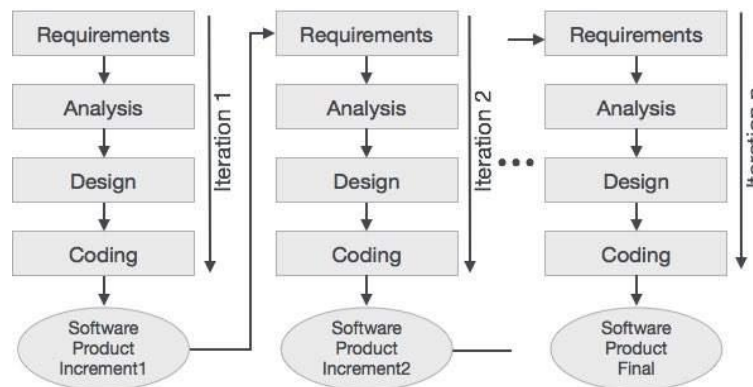 Requirements
Analysis
Design
Coding
Software
Product
Increment1
Iteration 1
Requirements
Analysis
Design
Coding
Software
Product
Increment2
Iteration 2
Requirements
Analysis
Design
Coding
Software
Product
Final
Iteration